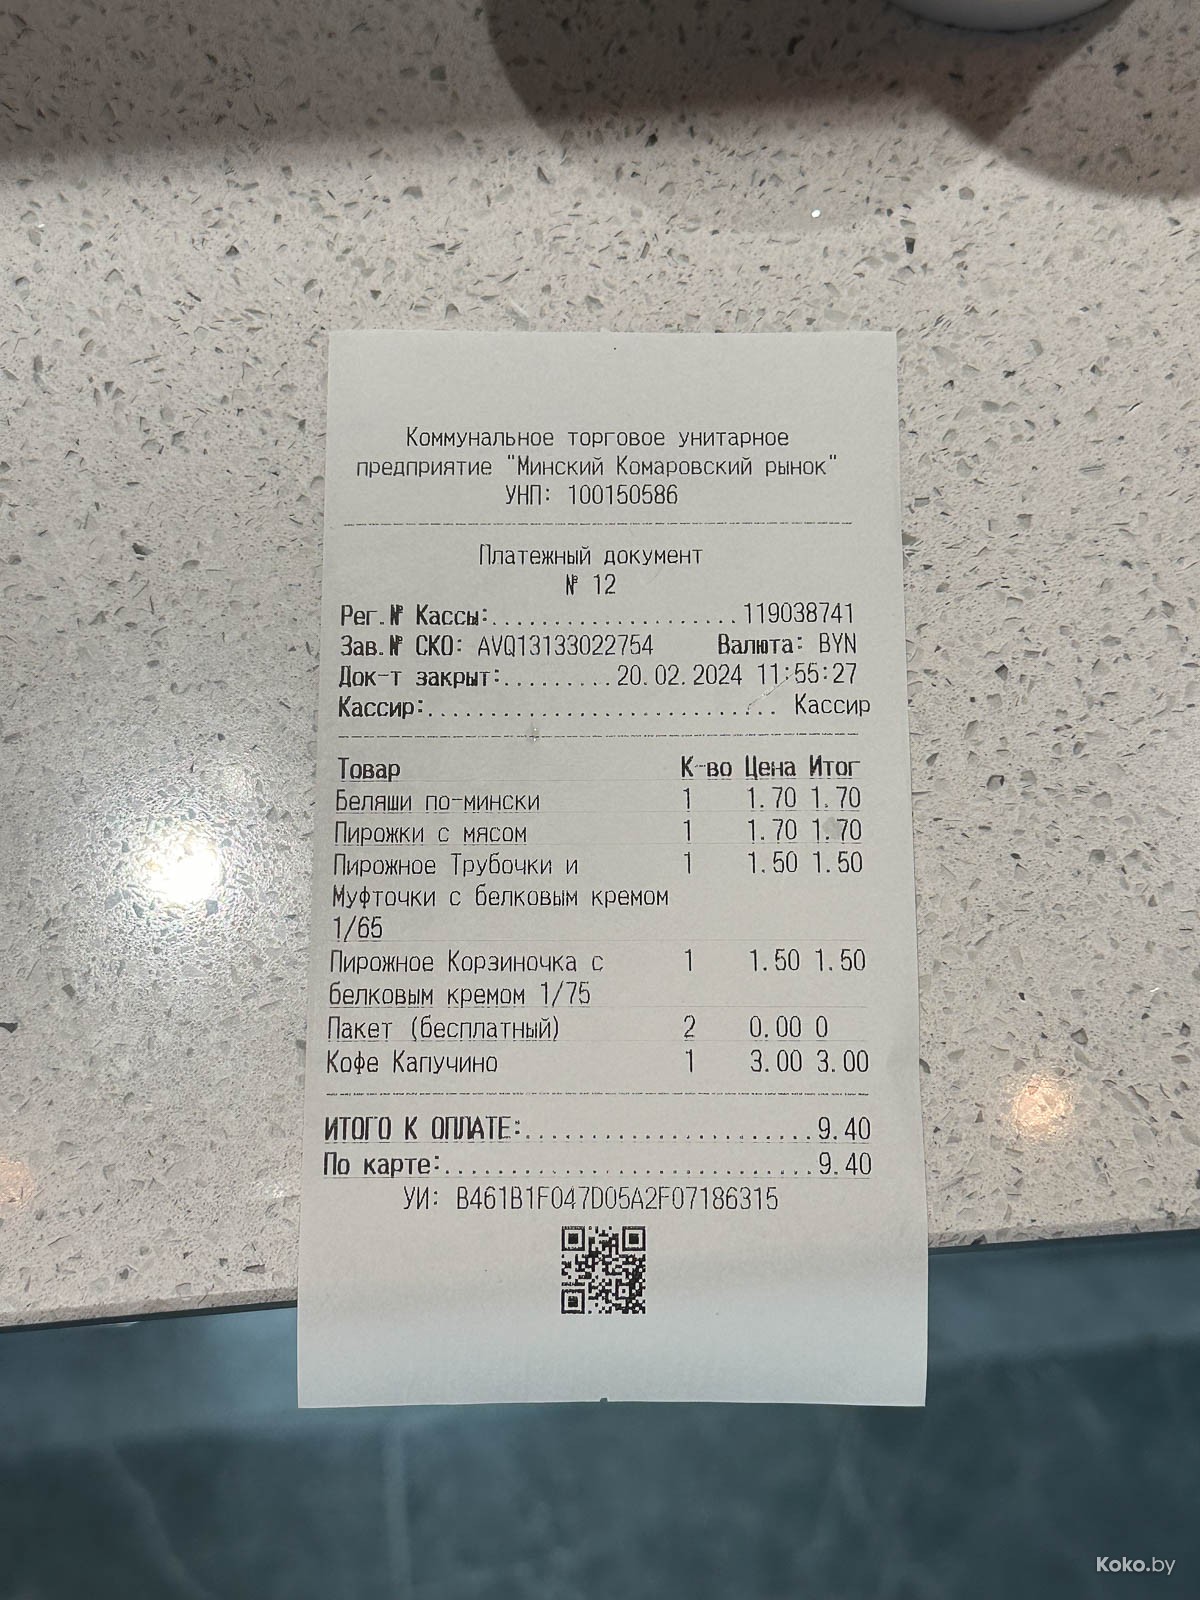 Коммунальное торговое унитарное
предприятие "Минский Комаровский рынок"
УНП: 100150586
Платежный документ
№ 12
Рег.№ Кассы:....................119038741
Зав.№ СКО: AVQ13133022754 Валюта: BYN
Док-т закрыт:.........20.02.2024 11:55:27
Кассир:............................ Кассир
Товар К-во Цена Итог
Беляши по-мински 1 1.70 1.70
Пирожки с мясом 1 1.70 1.70
Пирожное Трубочки и 1 1.50 1.50
Муфточки с белковым кремом
1/65
Пирожное Корзиночка с 1 1.50 1.50
белковым кремом 1/75
Пакет (бесплатный) 2 0.00 0
Кофе Капучино 1 3.00 3.00
ИТОГО К ОПЛАТЕ:.......................9.40
По карте:..............................9.40
УИ: B461B1F047D05A2F07186315
Koko.by